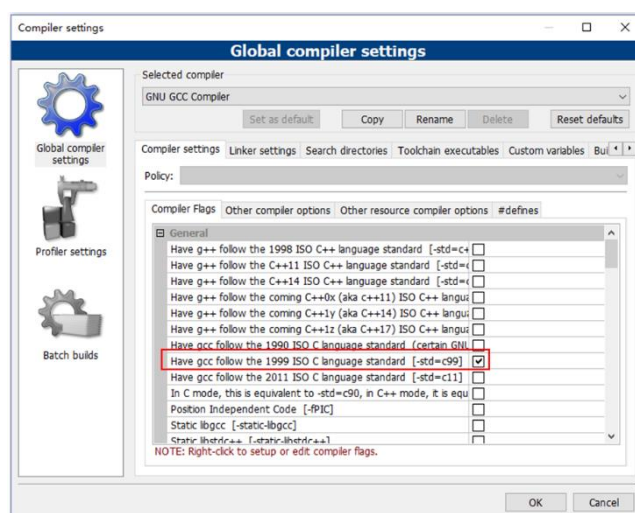 Compiler settings
Global compiler settings
Global compiler settings
Profiler settings
Batch builds
Selected compiler
GNU GCC Compiler
Set as default Copy Rename Delete Reset defaults
Compiler settings Linker settings Search directories Toolchain executables Custom variables Bui
Policy:
Compiler Flags Other compiler options Other resource compiler options #defines
General
Have g++ follow the 1998 ISO C++ language standard [-std=c+
Have g++ follow the C++11 ISO C++ language standard [-std=c
Have g++ follow the C++14 ISO C++ language standard [-std=c
Have g++ follow the coming C++0x (aka C++11) ISO C++ langua
Have g++ follow the coming C++1y (aka C++14) ISO C++ langua
Have g++ follow the coming C++1z (aka C++17) ISO C++ langua
Have gcc follow the 1990 ISO C language standard (certain GNU
Have gcc follow the 1999 ISO C language standard [-std=c99]
Have gcc follow the 2011 ISO C language standard [-std=c11]
In C mode, this is equivalent to -std=c90, in C++ mode, it is equ
Position Independent Code [-fPIC]
Static libgcc [-static-libgcc]
Static libstdc++ [-static-libstdc++]
NOTE: Right-click to setup or edit compiler flags.
OK Cancel